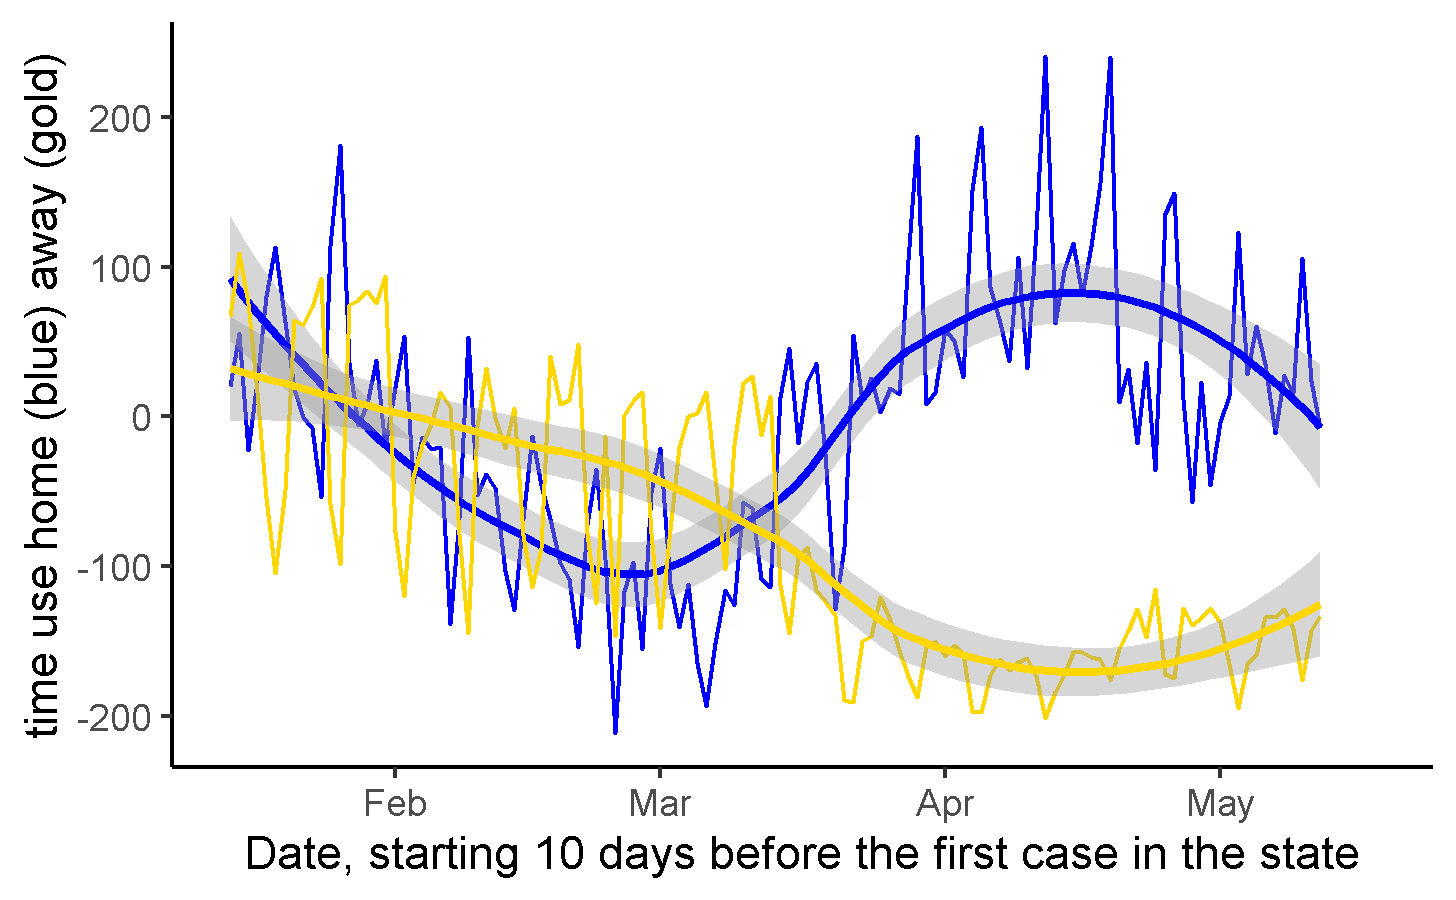 time use home (blue) away (gold)
200
100
0
-100
-200
Feb Mar Apr May
Date, starting 10 days before the first case in the state